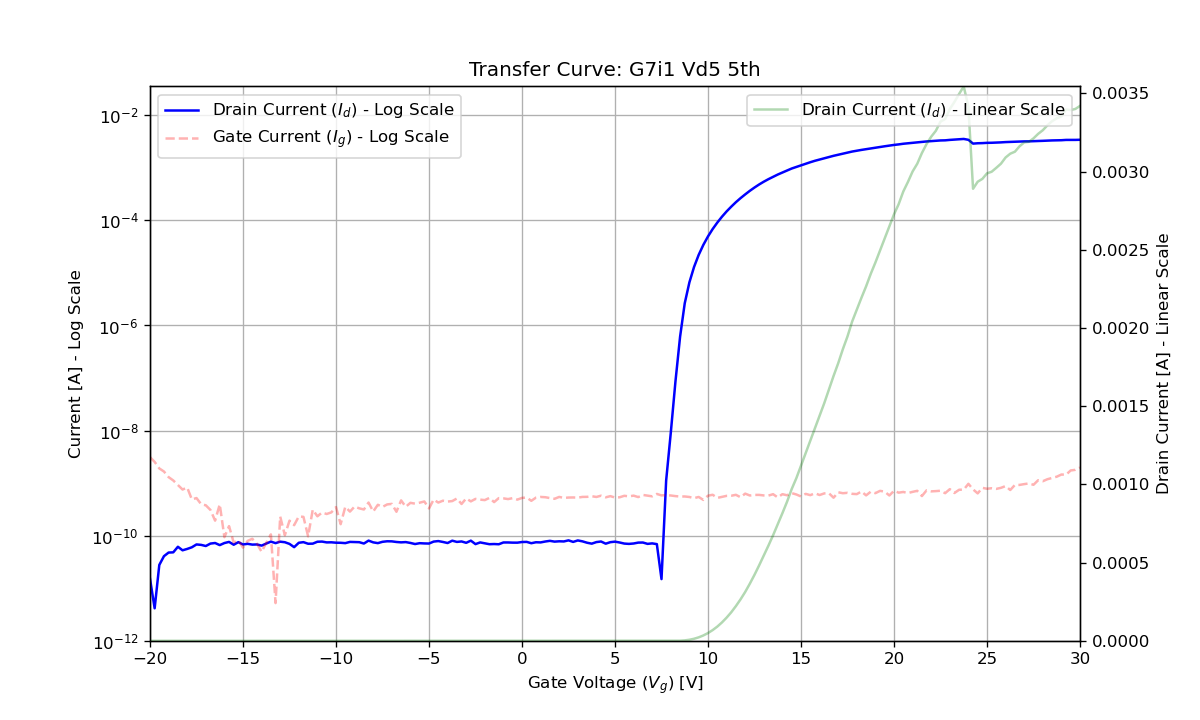 Transfer Curve: G7i1 Vd5 5th
Drain Current (I_d) - Log Scale
Gate Current (I_g) - Log Scale
Drain Current (I_d) - Linear Scale
Current [A] - Log Scale
10^−2
10^−4
10^−6
10^−8
10^−10
10^−12
−20 −15 −10 −5 0 5 10 15 20 25 30
Gate Voltage (V_g) [V]
0.0035
0.0030
0.0025
0.0020
0.0015
0.0010
0.0005
0.0000
Drain Current [A] - Linear Scale